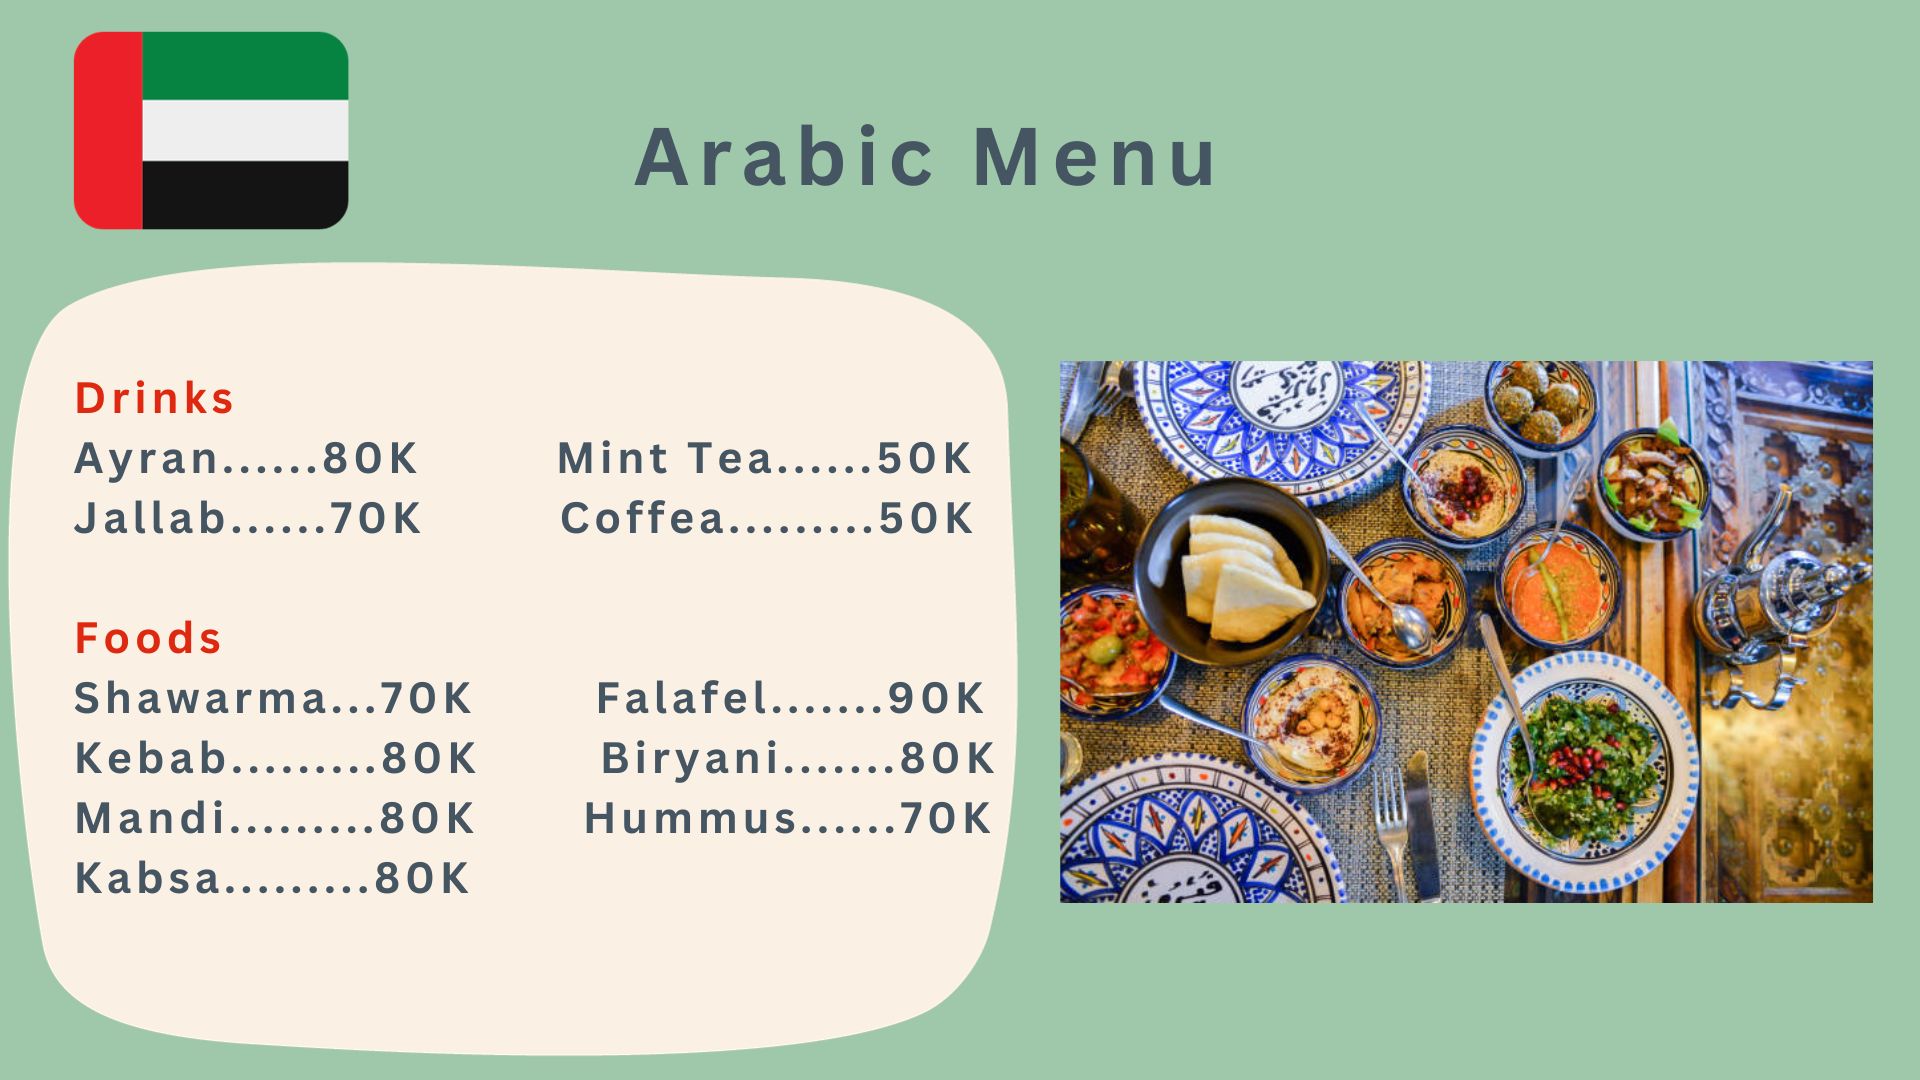 Arabic Menu
Drinks
Ayran......80K Mint Tea......50K
Jallab......70K Coffea.........50K
Foods
Shawarma...70K Falafel.......90K
Kebab.........80K Biryani.......80K
Mandi.........80K Hummus......70K
Kabsa.........80K